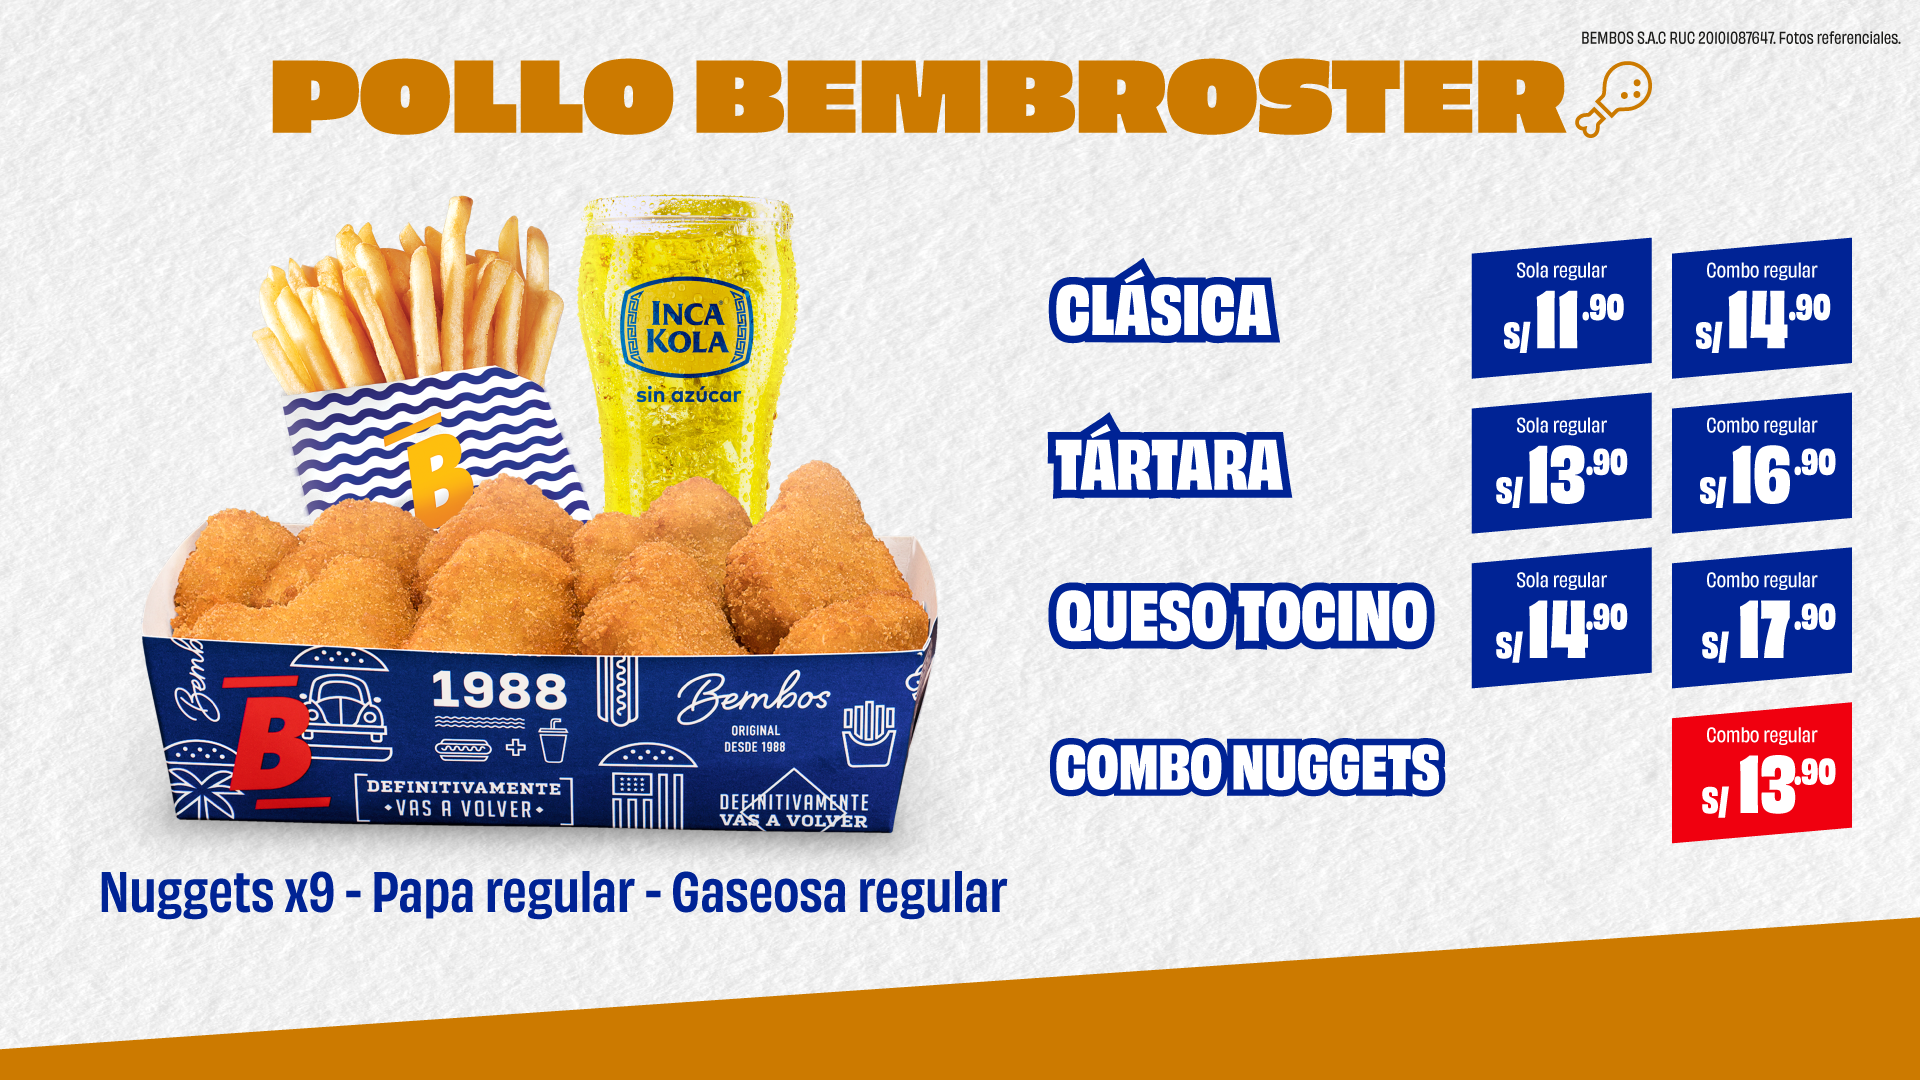 BEMBOS S.A.C RUC 20101087647. Fotos referenciales.
POLLO BEMBROSTER
INCA
KOLA
sin azúcar
B
CLÁSICA
Sola regular
S/ 11.90
Combo regular
S/ 14.90
TÁRTARA
Sola regular
S/ 13.90
Combo regular
S/ 16.90
QUESO TOCINO
Sola regular
S/ 14.90
Combo regular
S/ 17.90
COMBO NUGGETS
Combo regular
S/ 13.90
Bemb
B
1988
DEFINITIVAMENTE
VAS A VOLVER
Bembos
ORIGINAL
DESDE 1988
DEFINITIVAMENTE
VAS A VOLVER
Nuggets x9 - Papa regular - Gaseosa regular